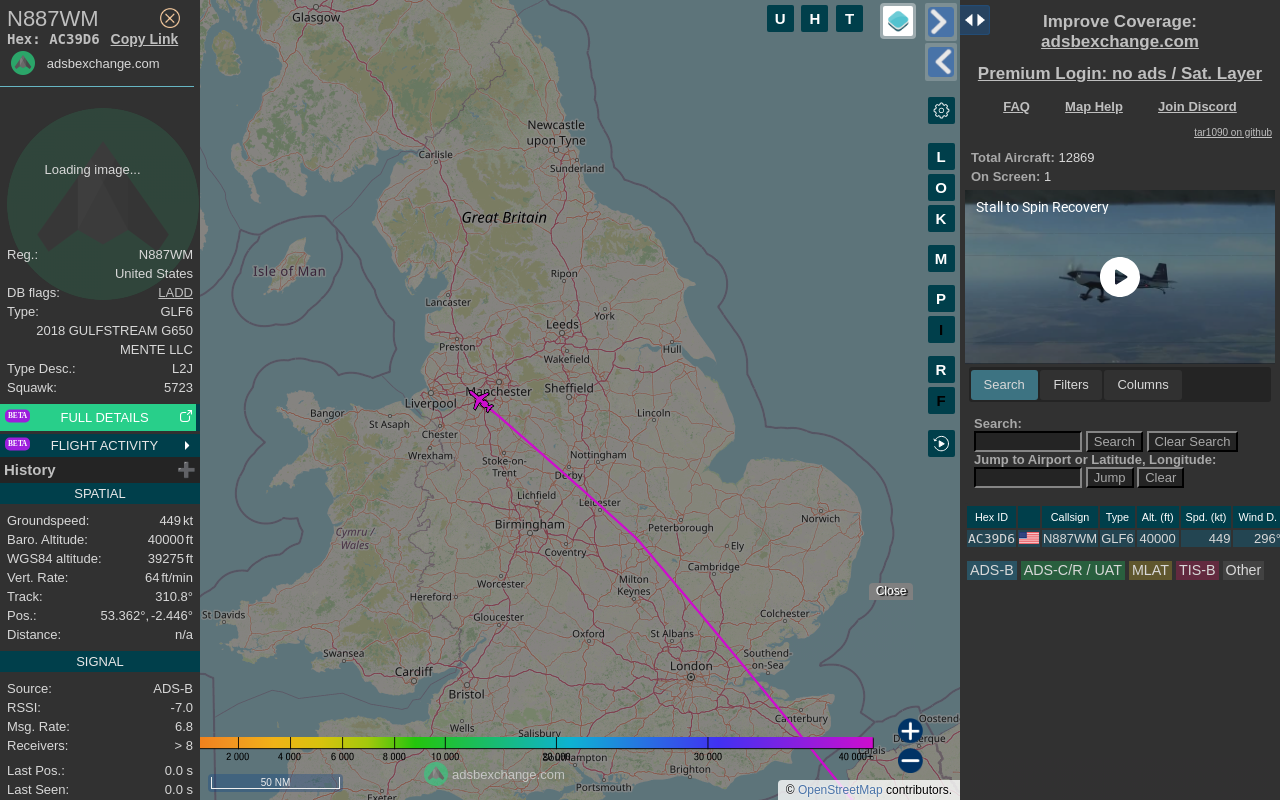 N887WM
Hex: AC39D6 Copy Link
adsbexchange.com
Loading image...
Reg.: N887WM
United States
DB flags: LADD
Type: GLF6
2018 GULFSTREAM G650
MENTE LLC
Type Desc.: L2J
Squawk: 5723
BETA FULL DETAILS
BETA FLIGHT ACTIVITY
History
SPATIAL
Groundspeed: 449 kt
Baro. Altitude: 40000 ft
WGS84 altitude: 39275 ft
Vert. Rate: 64 ft/min
Track: 310.8°
Pos.: 53.362°, -2.446°
Distance: n/a
SIGNAL
Source: ADS-B
RSSI: -7.0
Msg. Rate: 6.8
Receivers: > 8
Last Pos.: 0.0 s
Last Seen: 0.0 s
Glasgow
Newcastle
upon Tyne
Carlisle
Sunderland
Great Britain
Isle of Man
Ripon
Lancaster
York
Leeds
Preston
Hull
Wakefield
Manchester
Sheffield
Liverpool
Bangor
Lincoln
St Asaph
Chester
Wrexham
Nottingham
Stoke-on-
Trent
Derby
Lichfield
Leicester
Norwich
Birmingham
Peterborough
Cymru /
Wales
Ely
Coventry
Cambridge
Worcester
Milton
Keynes
Hereford
St Davids
Gloucester
Colchester
Oxford
St Albans
Swansea
Southend-
on-Sea
Cardiff
London
Bristol
Canterbury
Wells
Salisbury
Oostend
Brighton
Portsmouth
Exeter
2 000
4 000
6 000
8 000
10 000
20 000
30 000
40 000+
50 NM
adsbexchange.com
© OpenStreetMap contributors.
U H T
L
O
K
M
P
I
R
F
Close
Improve Coverage:
adsbexchange.com
Premium Login: no ads / Sat. Layer
FAQ Map Help Join Discord
tar1090 on github
Total Aircraft: 12869
On Screen: 1
Stall to Spin Recovery
Search Filters Columns
Search:
Search Clear Search
Jump to Airport or Latitude, Longitude:
Jump Clear
Hex ID Callsign Type Alt. (ft) Spd. (kt) Wind D.
AC39D6 N887WM GLF6 40000 449 296°
ADS-B ADS-C/R / UAT MLAT TIS-B Other